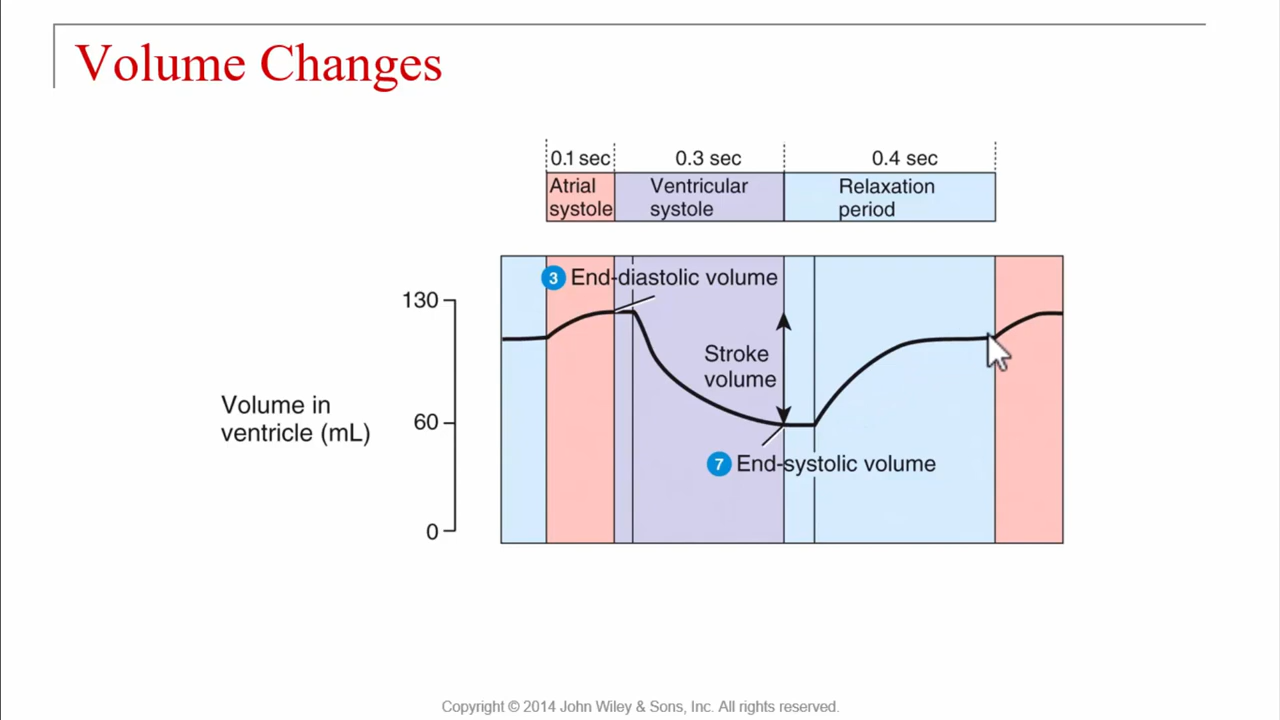 Volume Changes
0.1 sec 0.3 sec 0.4 sec
Atrial
systole
Ventricular
systole
Relaxation
period
3 End-diastolic volume
130
Stroke
volume
Volume in
ventricle (mL)
60
7 End-systolic volume
0
Copyright © 2014 John Wiley & Sons, Inc. All rights reserved.